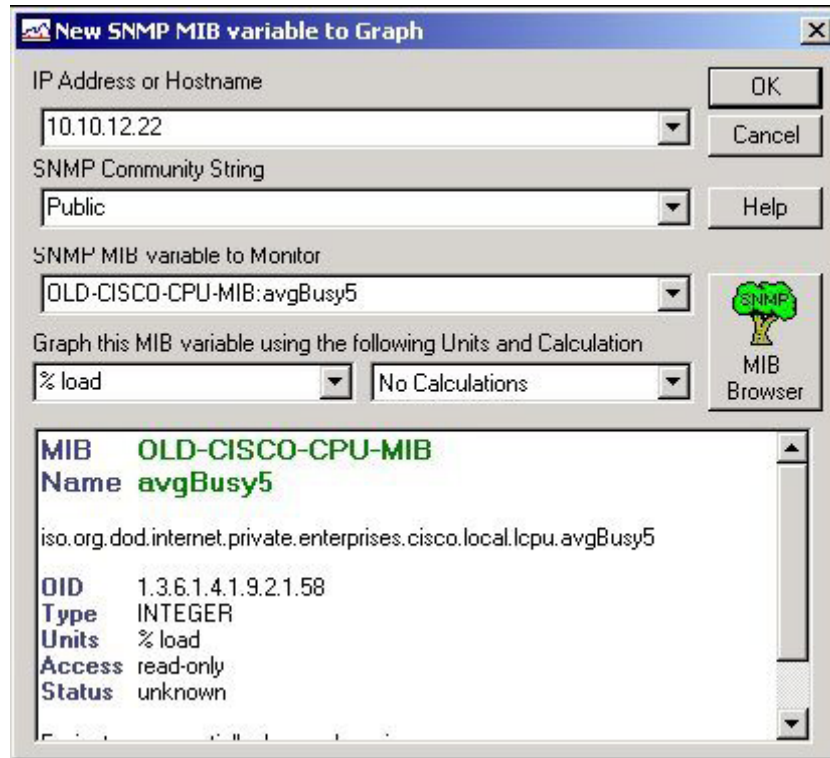 New SNMP MIB variable to Graph
IP Address or Hostname
OK
10.10.12.22
Cancel
SNMP Community String
Public
Help
SNMP MIB variable to Monitor
OLD-CISCO-CPU-MIB:avgBusy5
SNMP
MIB
Browser
Graph this MIB variable using the following Units and Calculation
% load
No Calculations
MIB OLD-CISCO-CPU-MIB
Name avgBusy5
iso.org.dod.internet.private.enterprises.cisco.local.lcpu.avgBusy5
OID 1.3.6.1.4.1.9.2.1.58
Type INTEGER
Units % load
Access read-only
Status unknown